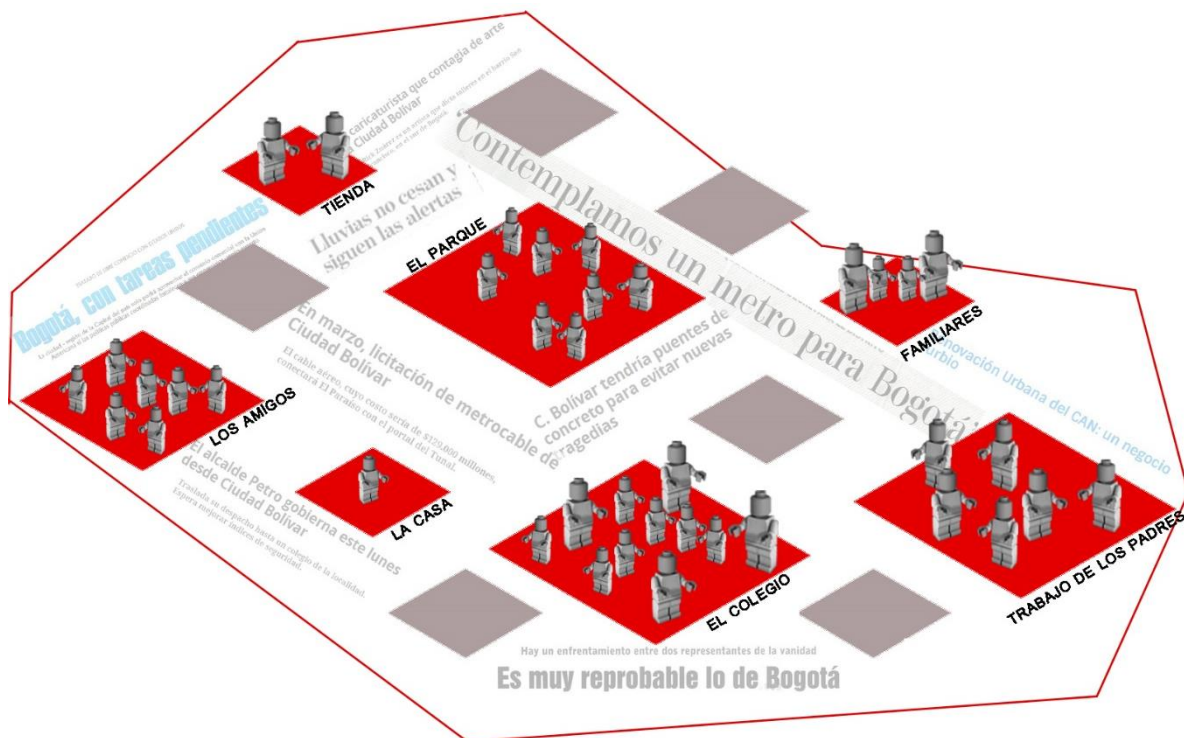 caricaturista que contagia de arte
Ciudad Bolívar
TIENDA
Lluvias no cesan y
siguen las alertas
'Contemplamos un metro para Bogotá'
EL PARQUE
FAMILIARES
novación Urbana del CAN: un negocio
urbio
Bogotá, con tareas pendientes
En marzo, licitación de metrocable de
Ciudad Bolívar
El cable aéreo, cuyo costo sería de $129.000 millones,
conectará El Paraíso con el portal del Tunal.
C. Bolívar tendría puentes de
concreto para evitar nuevas
tragedias
LOS AMIGOS
El alcalde Petro gobierna este lunes
desde Ciudad Bolívar
Traslada su despacho hasta un colegio de la localidad.
Espera mejorar índices de seguridad.
LA CASA
EL COLEGIO
TRABAJO DE LOS PADRES
Hay un enfrentamiento entre dos representantes de la vanidad
Es muy reprobable lo de Bogotá